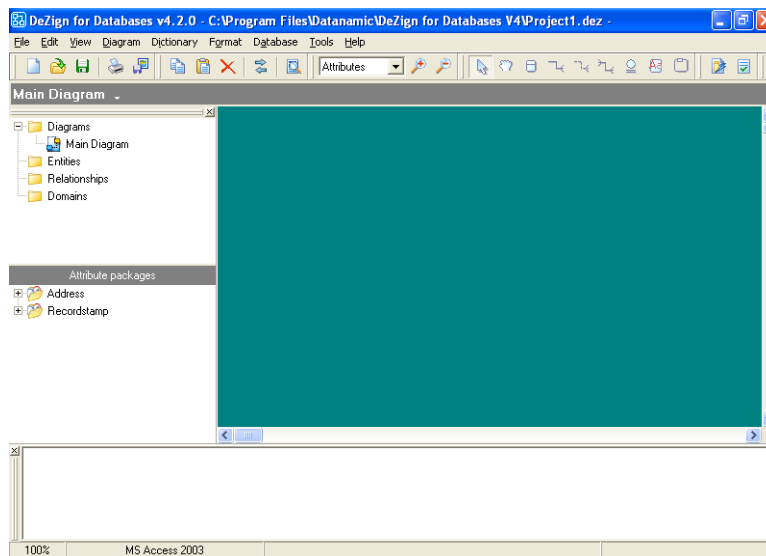 DeZign for Databases v4.2.0 - C:\Program Files\Datanamic\DeZign for Databases V4\Project1.dez -
File Edit View Diagram Dictionary Format Database Tools Help
Attributes
Main Diagram
Diagrams
Main Diagram
Entities
Relationships
Domains
Attribute packages
Address
Recordstamp
100% MS Access 2003